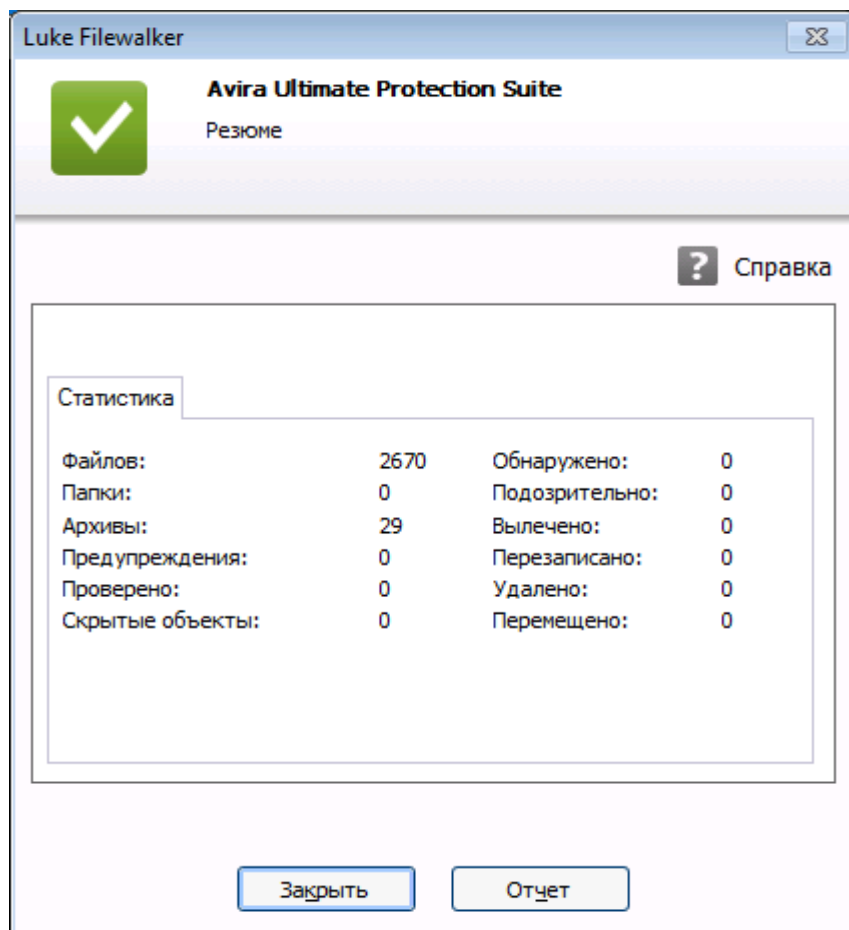 Luke Filewalker
Avira Ultimate Protection Suite
Резюме
? Справка
Статистика
Файлов: 2670 Обнаружено: 0
Папки: 0 Подозрительно: 0
Архивы: 29 Вылечено: 0
Предупреждения: 0 Перезаписано: 0
Проверено: 0 Удалено: 0
Скрытые объекты: 0 Перемещено: 0
Закрыть Отчет